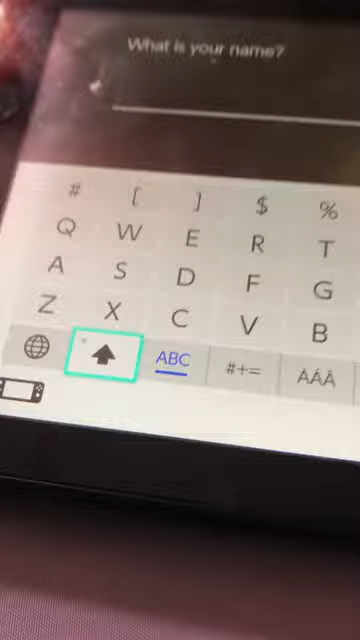 What is your name?
# [ ] $ %
Q W E R T
A S D F G
Z X C V B
ABC #+= ÀÁÂ